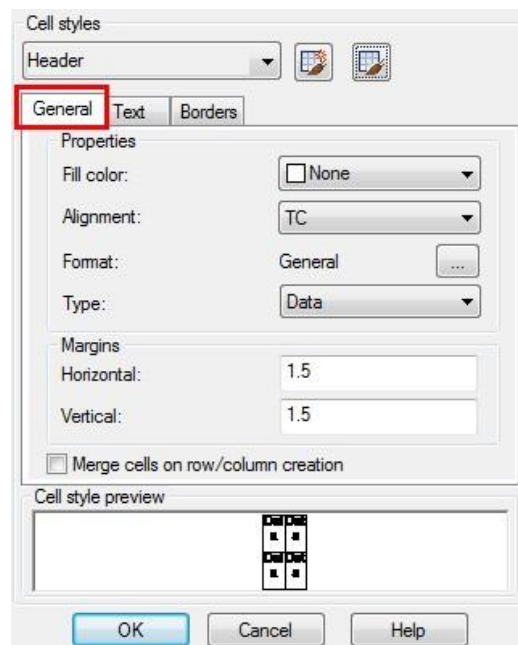 Cell styles
Header
General Text Borders
Properties
Fill color: None
Alignment: TC
Format: General ...
Type: Data
Margins
Horizontal: 1.5
Vertical: 1.5
Merge cells on row/column creation
Cell style preview
OK Cancel Help